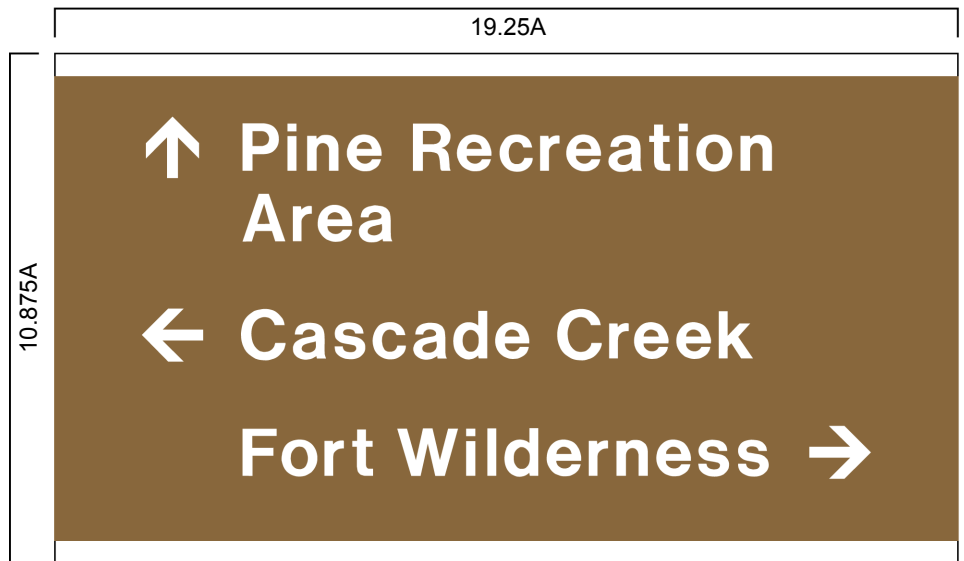 19.25A
10.875A
↑ Pine Recreation
Area
← Cascade Creek
Fort Wilderness →